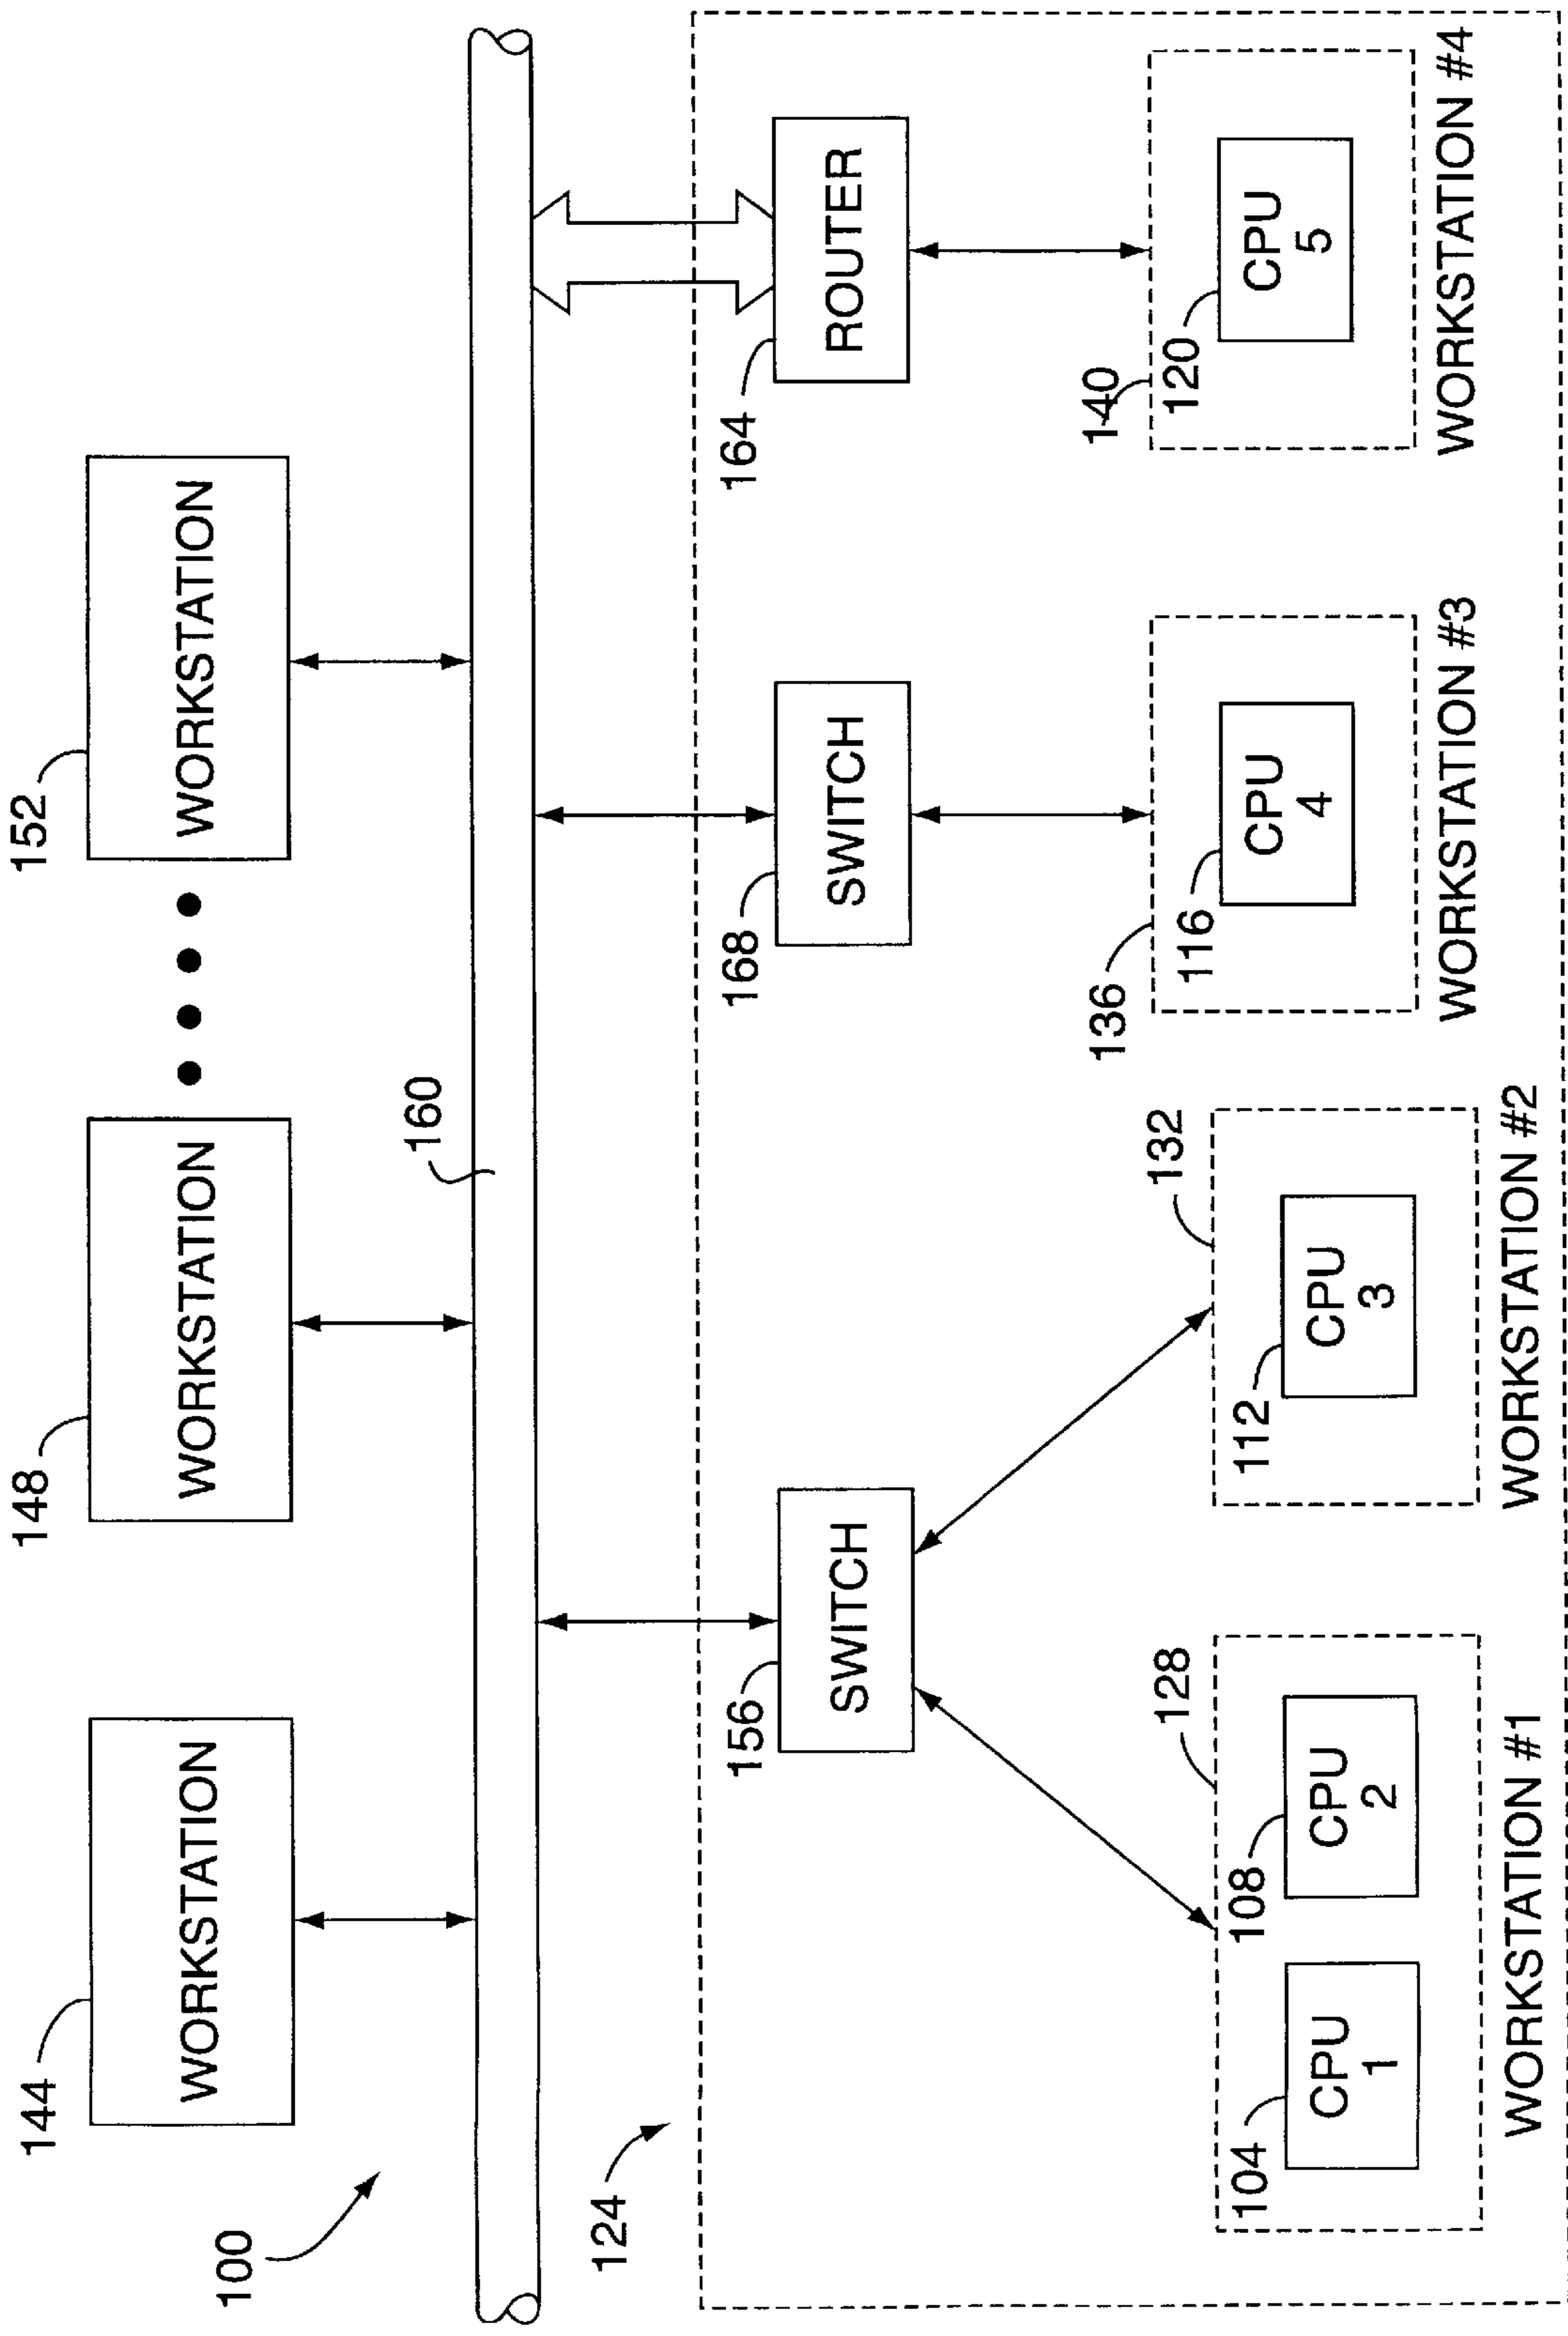 144
WORKSTATION
148
WORKSTATION
152
WORKSTATION
100
160
124
156
SWITCH
168
SWITCH
164
ROUTER
128
104
CPU
1
108
CPU
2
WORKSTATION #1
132
112
CPU
3
WORKSTATION #2
136
116
CPU
4
WORKSTATION #3
140
120
CPU
5
WORKSTATION #4